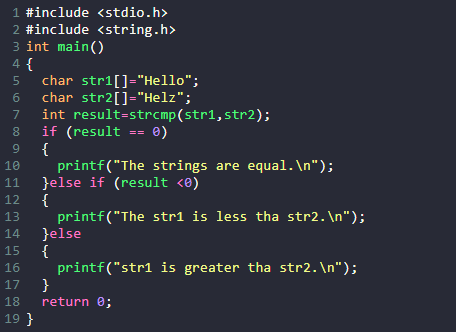 1 #include <stdio.h>
2 #include <string.h>
3 int main()
4 {
5   char str1[]="Hello";
6   char str2[]="Helz";
7   int result=strcmp(str1,str2);
8   if (result == 0)
9   {
10     printf("The strings are equal.\n");
11   }else if (result <0)
12   {
13     printf("The str1 is less tha str2.\n");
14   }else
15   {
16     printf("str1 is greater tha str2.\n");
17   }
18   return 0;
19 }